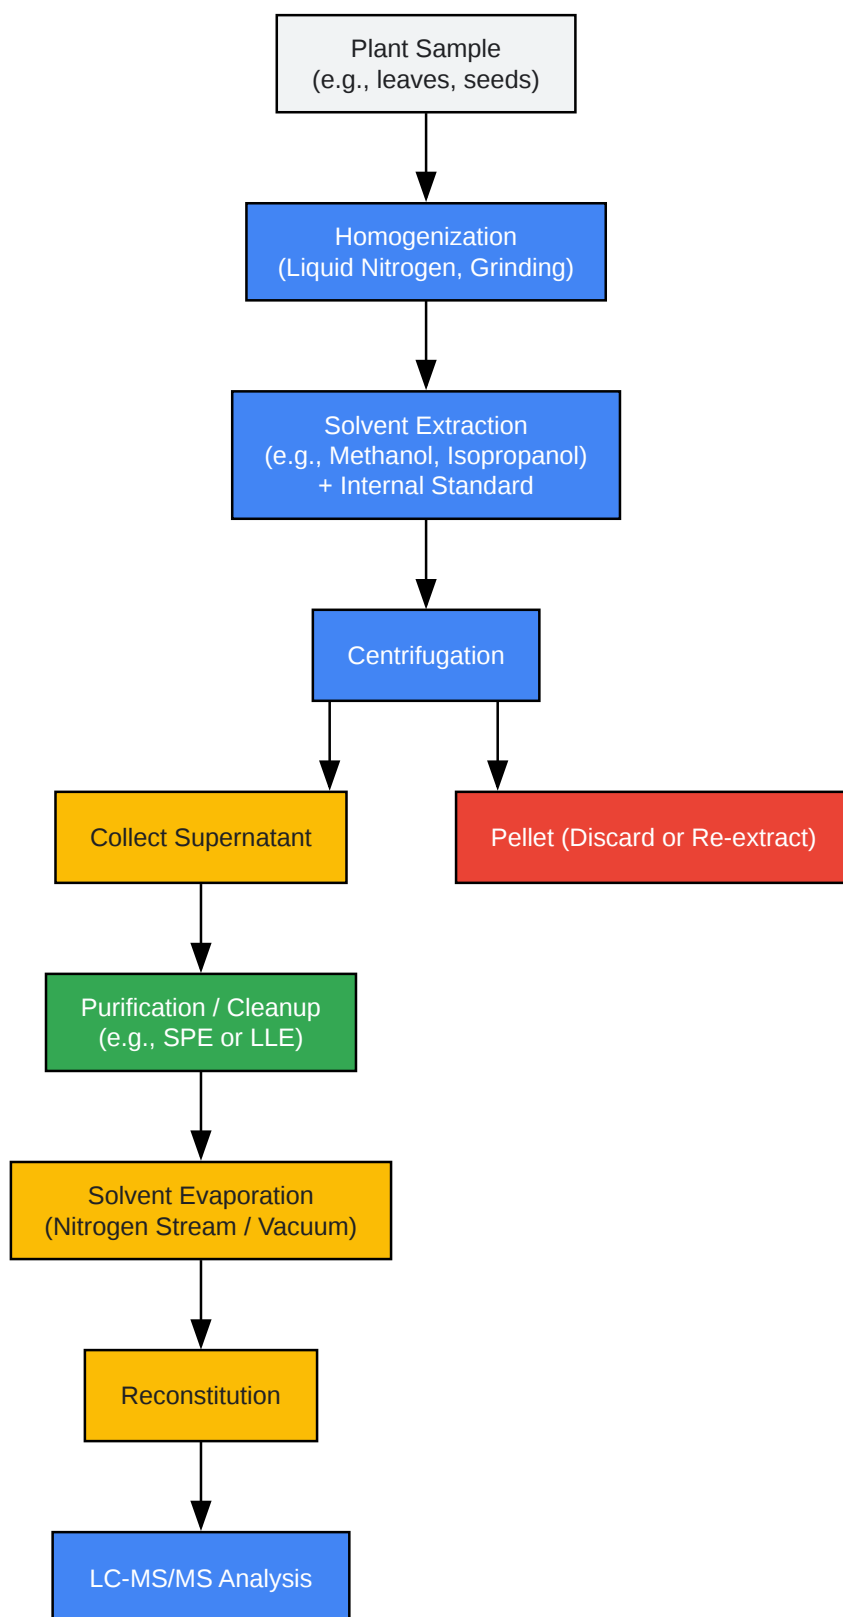 Plant Sample
(e.g., leaves, seeds)
Homogenization
(Liquid Nitrogen, Grinding)
Solvent Extraction
(e.g., Methanol, Isopropanol)
+ Internal Standard
Centrifugation
Collect Supernatant
Pellet (Discard or Re-extract)
Purification / Cleanup
(e.g., SPE or LLE)
Solvent Evaporation
(Nitrogen Stream / Vacuum)
Reconstitution
LC-MS/MS Analysis